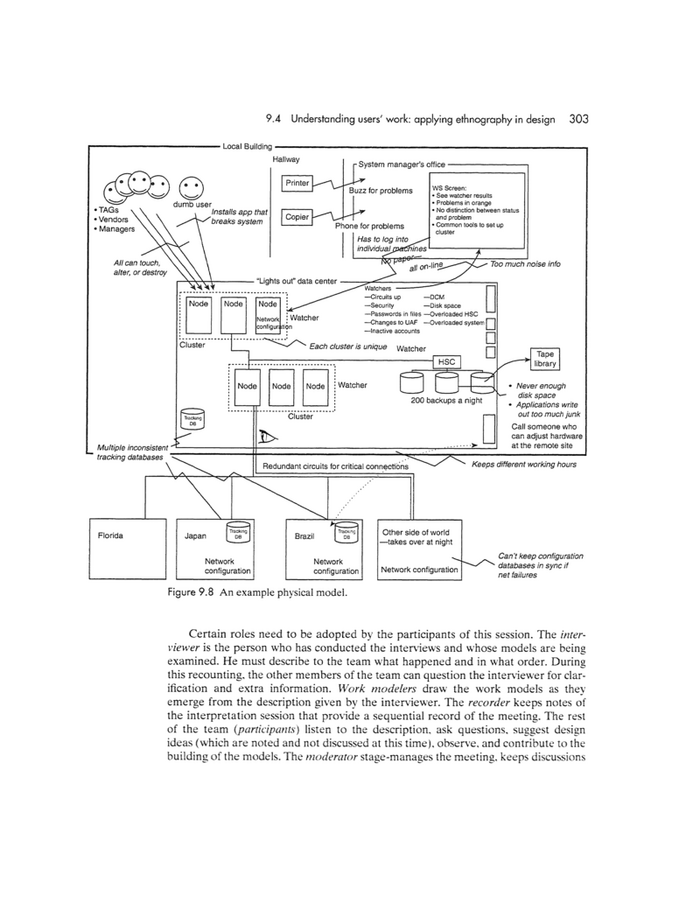 9.4 Understanding users' work: applying ethnography in design 303
Local Building
Hallway
System manager's office
Printer
Buzz for problems
Copier
Phone for problems
WS Screen:
• See watcher results
• Problems in orange
• No distinction between status
and problem
• Common tools to set up
cluster
dumb user
• TAGs
• Vendors
• Managers
Installs app that
breaks system
Has to log into
individual machines
No paper—
all on-line
Too much noise info
All can touch,
alter, or destroy
"Lights out" data center
Node
Node
Node
Network
configuration
Watcher
Cluster
Watchers
—Circuits up
—Security
—Passwords in files
—Changes to UAF
—Inactive accounts
—DCM
—Disk space
—Overloaded HSC
—Overloaded system
Each cluster is unique
Watcher
HSC
Tape
library
Node
Node
Node
Watcher
Cluster
200 backups a night
• Never enough
disk space
• Applications write
out too much junk
Call someone who
can adjust hardware
at the remote site
Tracking
DB
Multiple inconsistent
tracking databases
Redundant circuits for critical connections
Keeps different working hours
Florida
Japan
Tracking
DB
Network
configuration
Brazil
Tracking
DB
Network
configuration
Other side of world
—takes over at night
Network configuration
Can't keep configuration
databases in sync if
net failures
Figure 9.8 An example physical model.
Certain roles need to be adopted by the participants of this session. The inter-
viewer is the person who has conducted the interviews and whose models are being
examined. He must describe to the team what happened and in what order. During
this recounting, the other members of the team can question the interviewer for clar-
ification and extra information. Work modelers draw the work models as they
emerge from the description given by the interviewer. The recorder keeps notes of
the interpretation session that provide a sequential record of the meeting. The rest
of the team (participants) listen to the description, ask questions, suggest design
ideas (which are noted and not discussed at this time), observe, and contribute to the
building of the models. The moderator stage-manages the meeting, keeps discussions